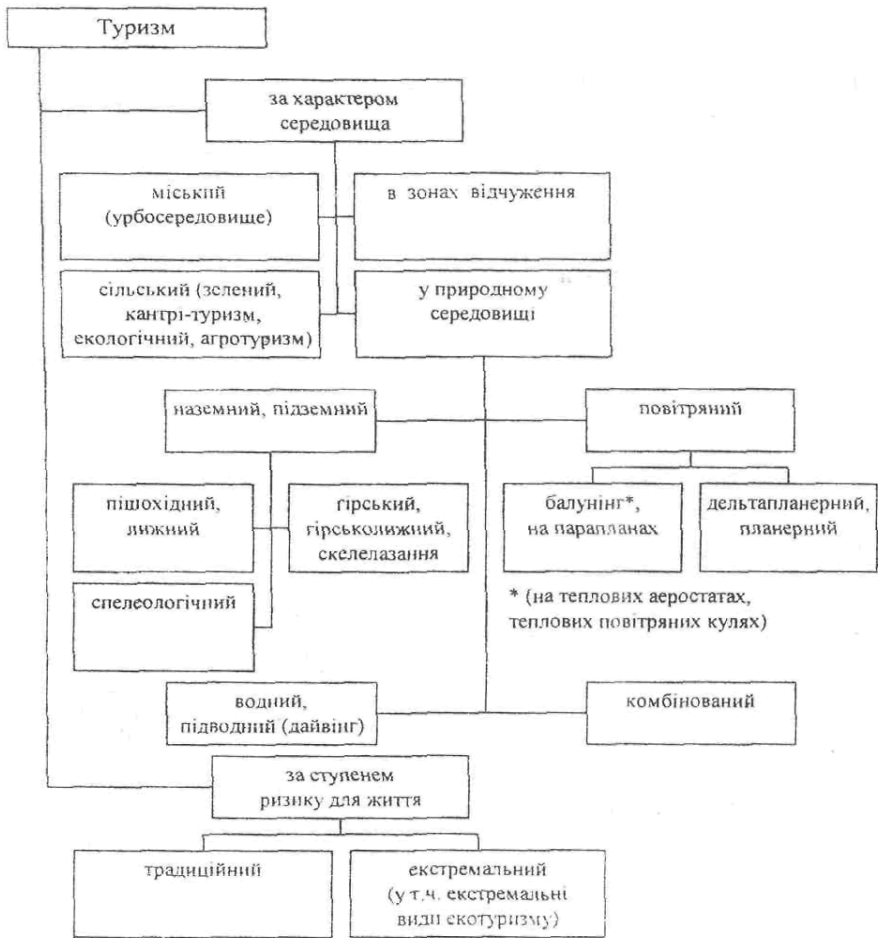 Туризм
за характером
середовища
міський
(урбосередовище)
в зонах відчуження
сільський (зелений,
кантрі-туризм,
екологічний, агротуризм)
у природному
середовищі
наземний, підземний
повітряний
пішохідний,
лижний
гірський,
гірськолижний,
скелелазання
балунінг*,
на парапланах
дельтапланерний,
планерний
спелеологічний
* (на теплових аеростатах,
теплових повітряних кулях)
водний,
підводний (дайвінг)
комбінований
за ступенем
ризику для життя
традиційний
екстремальний
(у т.ч. екстремальні
види екотуризму)